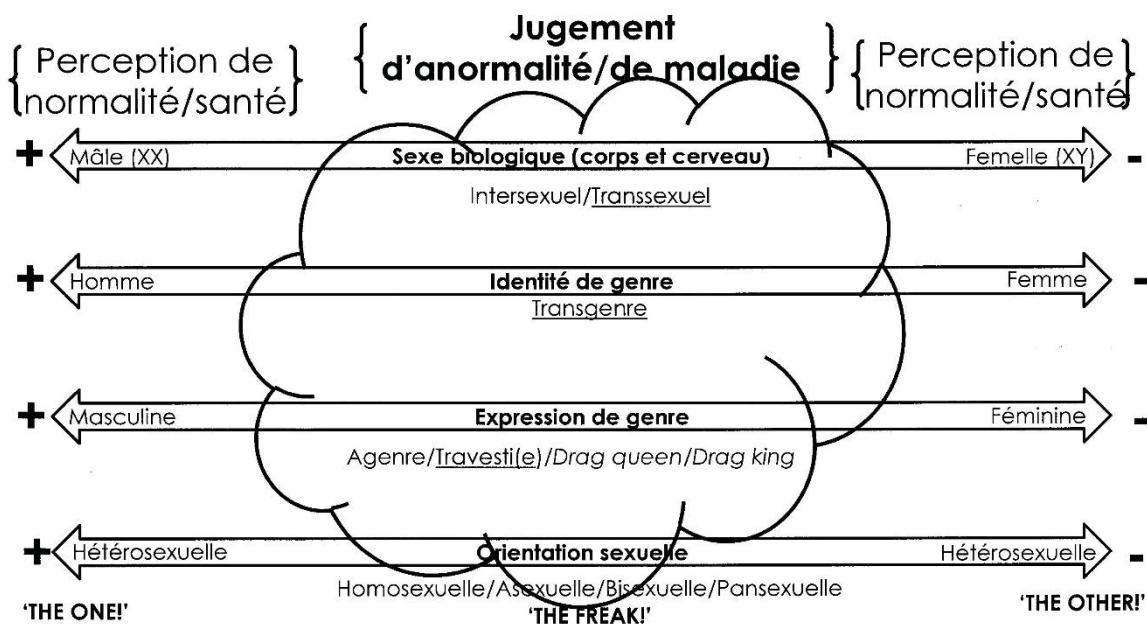 Perception de
normalité/santé
Jugement
d'anormalité/de maladie
Perception de
normalité/santé
+ Mâle (XX) Sexe biologique (corps et cerveau) Femelle (XY) -
Intersexuel/Transsexuel
+ Homme Identité de genre Femme -
Transgenre
+ Masculine Expression de genre Féminine -
Agenre/Travesti(e)/Drag queen/Drag king
+ Hétérosexuelle Orientation sexuelle Hétérosexuelle -
Homosexuelle/Asexuelle/Bisexuelle/Pansexuelle
'THE ONE!' 'THE FREAK!' 'THE OTHER!'